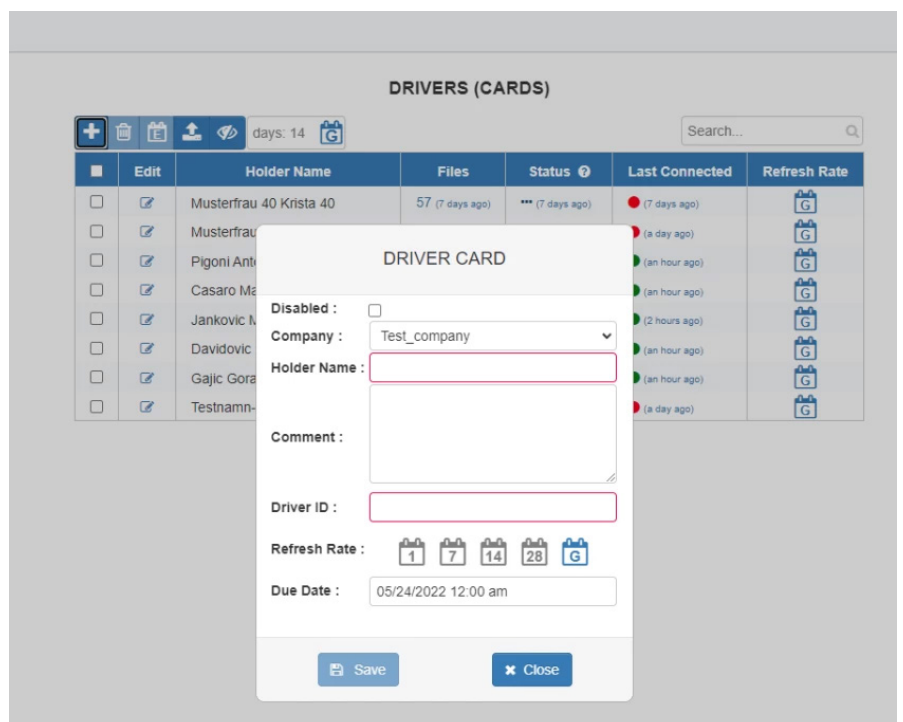 DRIVERS (CARDS)
E days: 14 G Search...
Edit Holder Name Files Status Last Connected Refresh Rate
Musterfrau 40 Krista 40 57 (7 days ago) ••• (7 days ago) (7 days ago) G
Musterfrau (a day ago) G
Pigoni Ant (an hour ago) G
Casaro Ma (an hour ago) G
Jankovic (2 hours ago) G
Davidovic (an hour ago) G
Gajic Gora (an hour ago) G
Testnamn- (a day ago) G
DRIVER CARD
Disabled :
Company : Test_company
Holder Name :
Comment :
Driver ID :
Refresh Rate : 1 7 14 28 G
Due Date : 05/24/2022 12:00 am
Save Close